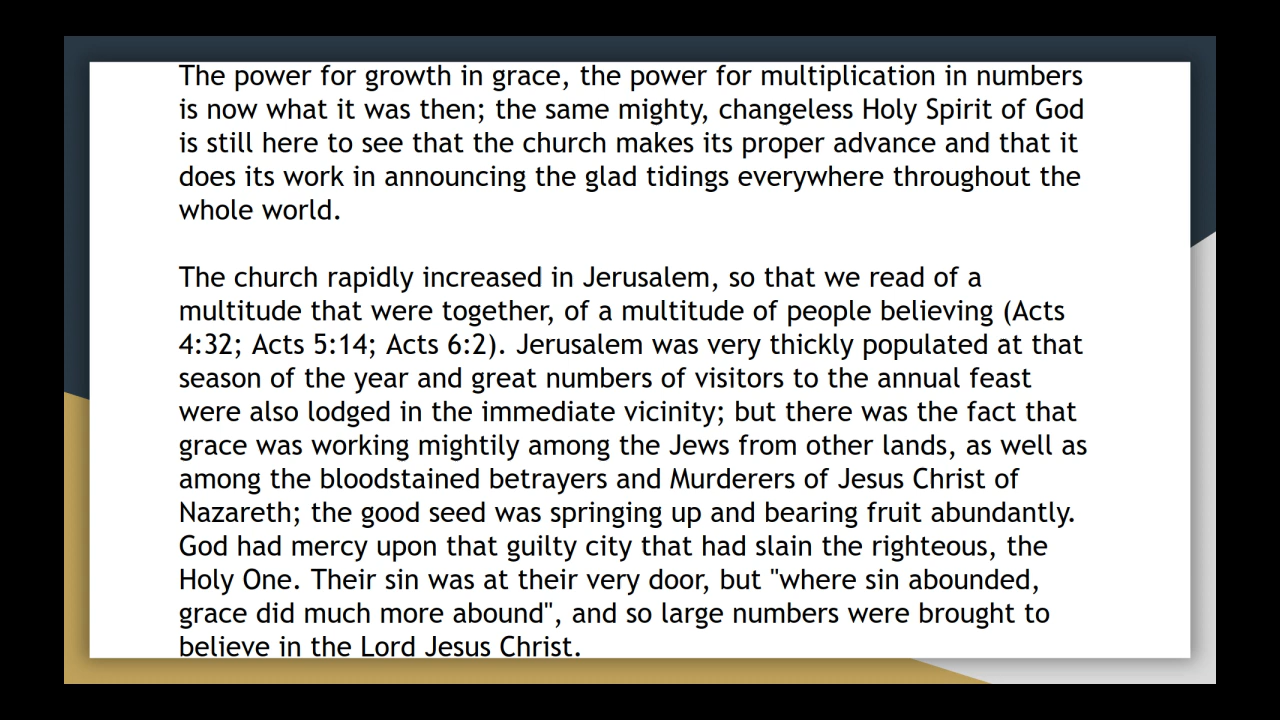 The power for growth in grace, the power for multiplication in numbers
is now what it was then; the same mighty, changeless Holy Spirit of God
is still here to see that the church makes its proper advance and that it
does its work in announcing the glad tidings everywhere throughout the
whole world.
The church rapidly increased in Jerusalem, so that we read of a
multitude that were together, of a multitude of people believing (Acts
4:32; Acts 5:14; Acts 6:2). Jerusalem was very thickly populated at that
season of the year and great numbers of visitors to the annual feast
were also lodged in the immediate vicinity; but there was the fact that
grace was working mightily among the Jews from other lands, as well as
among the bloodstained betrayers and Murderers of Jesus Christ of
Nazareth; the good seed was springing up and bearing fruit abundantly.
God had mercy upon that guilty city that had slain the righteous, the
Holy One. Their sin was at their very door, but "where sin abounded,
grace did much more abound", and so large numbers were brought to
believe in the Lord Jesus Christ.